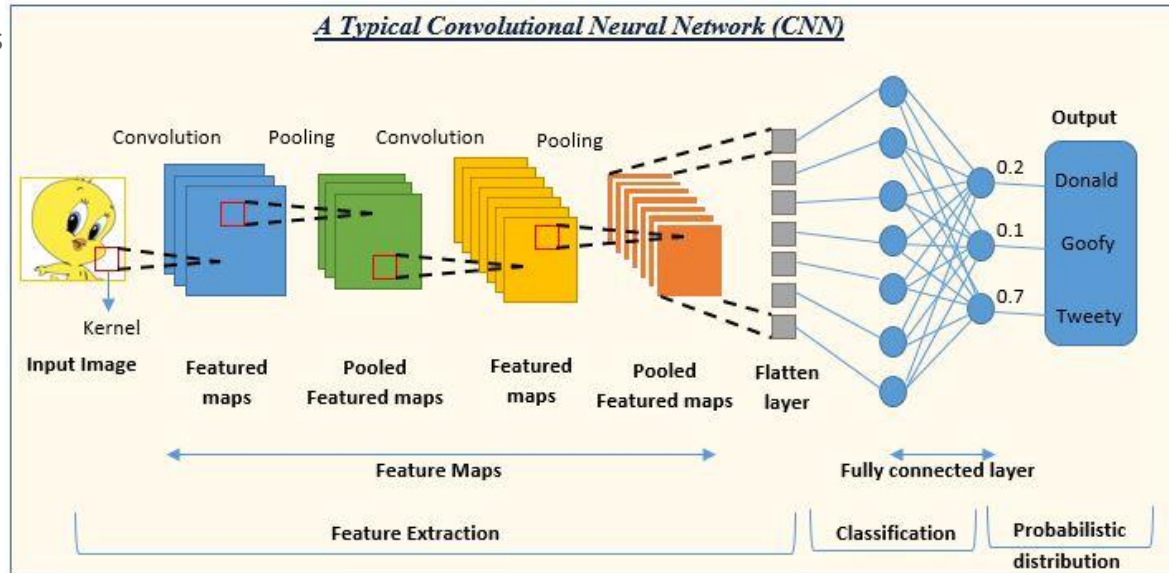 s
A Typical Convolutional Neural Network (CNN)
Convolution
Pooling
Convolution
Pooling
Output
0.2
Donald
0.1
Goofy
0.7
Tweety
Kernel
Input Image
Featured
maps
Pooled
Featured maps
Featured
maps
Pooled
Featured maps
Flatten
layer
Feature Maps
Fully connected layer
Feature Extraction
Classification
Probabilistic
distribution